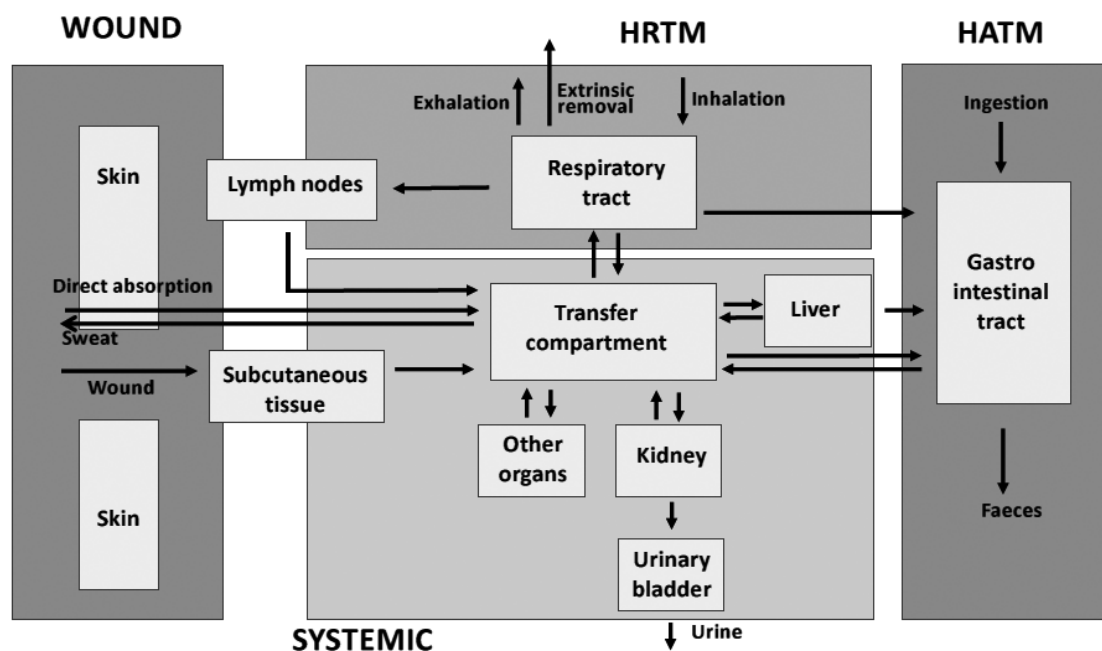 WOUND
HRTM
HATM
Exhalation
Extrinsic
removal
Inhalation
Ingestion
Skin
Lymph nodes
Respiratory
tract
Gastro
intestinal
tract
Direct absorption
Sweat
Transfer
compartment
Liver
Wound
Subcutaneous
tissue
Other
organs
Kidney
Skin
Faeces
Urinary
bladder
Urine
SYSTEMIC